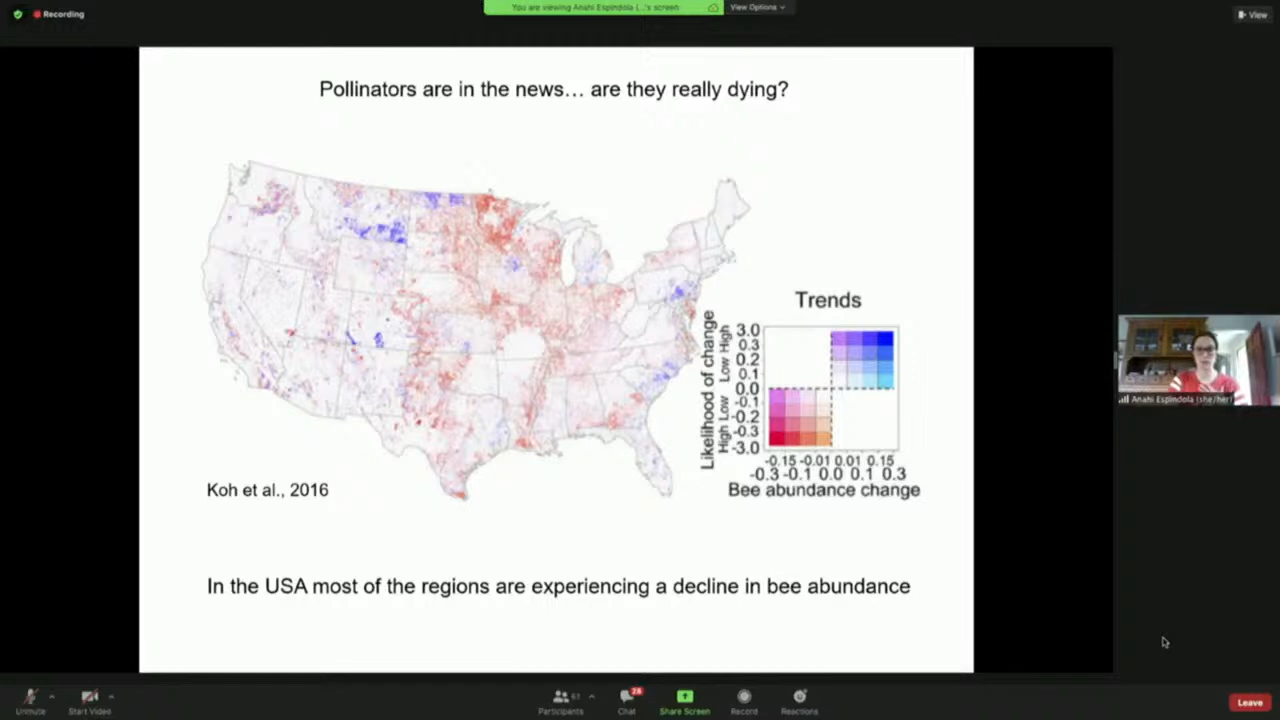 You are viewing Anahi Espindola (...'s screen
View Options
Recording
View
Pollinators are in the news… are they really dying?
Trends
Likelihood of change
High Low Low High
3.0
0.3
0.2
0.1
0.0
-0.1
-0.2
-0.3
-3.0
-0.15 -0.01 0.01 0.15
-0.3 -0.1 0.0 0.1 0.3
Bee abundance change
Koh et al., 2016
In the USA most of the regions are experiencing a decline in bee abundance
Anahi Espindola (she/her)
Unmute
Start Video
61
Participants
26
Chat
Share Screen
Record
Reactions
Leave